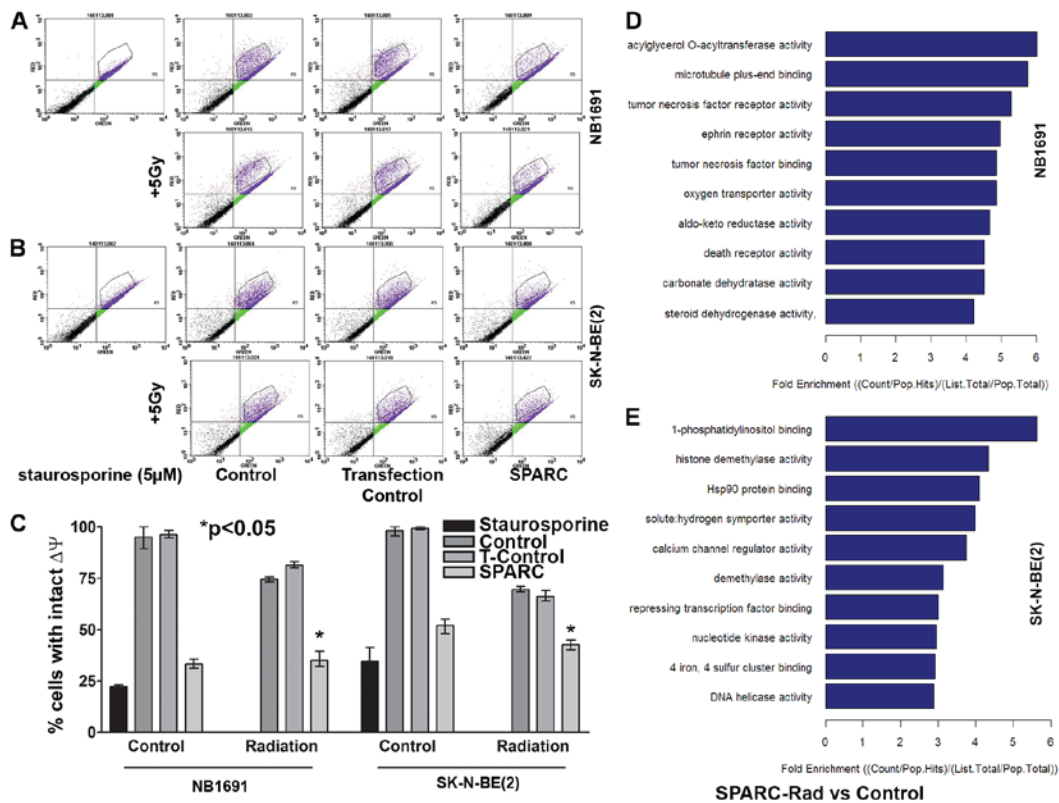 A
NB1691
+5Gy
B
SK-N-BE(2)
+5Gy
staurosporine (5µM)
Control
Transfection
Control
SPARC
RED
GREEN
C
*p<0.05
Staurosporine
Control
T-Control
SPARC
% cells with intact ΔΨ
100
75
50
25
0
*
*
Control
Radiation
Control
Radiation
NB1691
SK-N-BE(2)
D
acylglycerol O-acyltransferase activity
microtubule plus-end binding
tumor necrosis factor receptor activity
ephrin receptor activity
tumor necrosis factor binding
oxygen transporter activity
aldo-keto reductase activity
death receptor activity
carbonate dehydratase activity
steroid dehydrogenase activity,
0 1 2 3 4 5 6
Fold Enrichment ((Count/Pop.Hits)/(List.Total/Pop.Total)
NB1691
E
1-phosphatidylinositol binding
histone demethylase activity
Hsp90 protein binding
solute:hydrogen symporter activity
calcium channel regulator activity
demethylase activity
repressing transcription factor binding
nucleotide kinase activity
4 iron, 4 sulfur cluster binding
DNA helicase activity
0 1 2 3 4 5 6
Fold Enrichment ((Count/Pop.Hits)/(List.Total/Pop.Total)
SK-N-BE(2)
SPARC-Rad vs Control